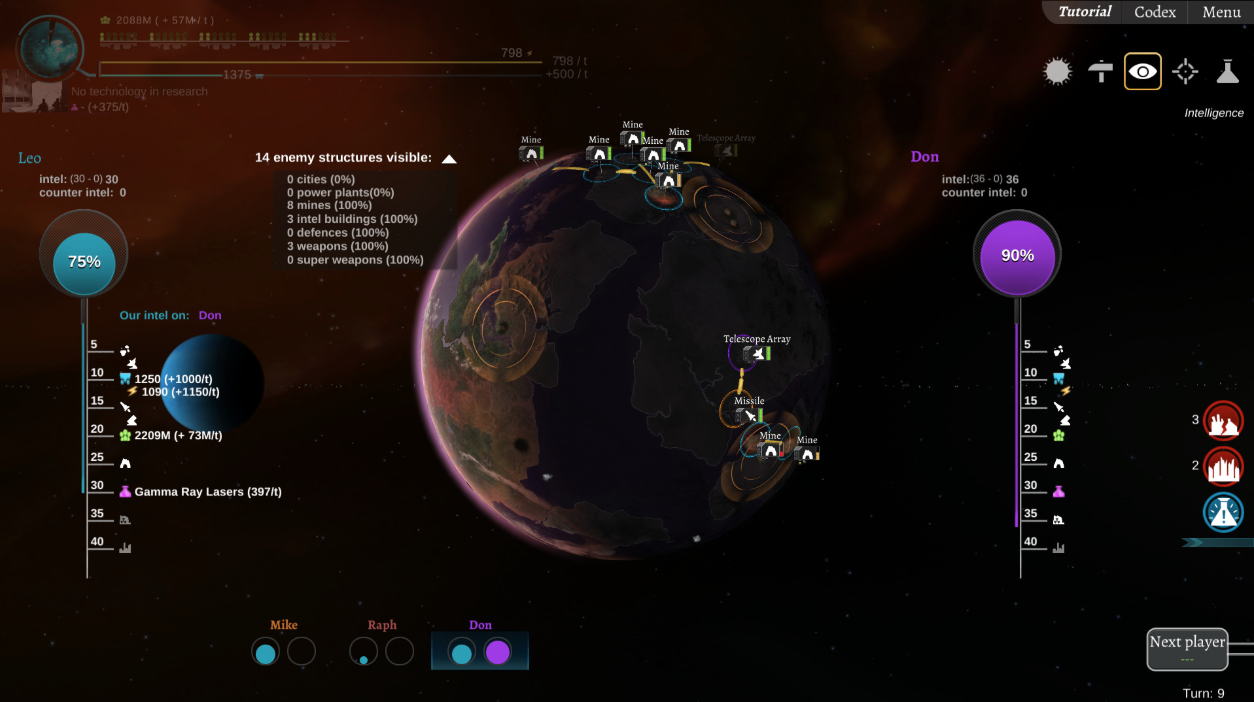 Tutorial Codex Menu
2088M ( + 57M / t )
798
798 / t
1375
+500 / t
No technology in research
- (+375/t)
Intelligence
Mine
Mine
Mine
Mine
Mine
Mine
Telescope Array
Leo
intel: (30 - 0) 30
counter intel: 0
75%
14 enemy structures visible:
0 cities (0%)
0 power plants(0%)
8 mines (100%)
3 intel buildings (100%)
0 defences (100%)
3 weapons (100%)
0 super weapons (100%)
Don
intel:(36 - 0) 36
counter intel: 0
90%
Our intel on: Don
5
10
1250 (+1000/t)
1090 (+1150/t)
15
20
2209M (+ 73M/t)
25
30
Gamma Ray Lasers (397/t)
35
40
Telescope Array
Missile
Mine
Mine
5
10
15
20
25
30
35
40
3
2
Mike
Raph
Don
Next player
---
Turn: 9